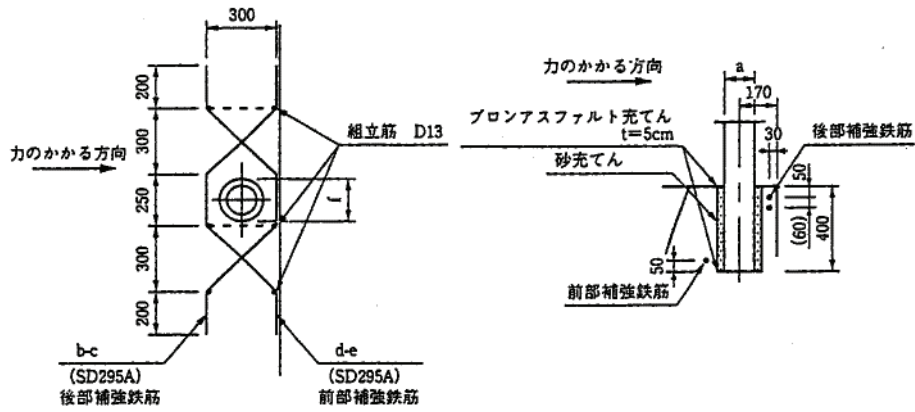 300
200
300
250
300
200
力のかかる方向
組立筋 D13
f
b-c
(SD295A)
後部補強鉄筋
d-e
(SD295A)
前部補強鉄筋
力のかかる方向
a
170
ブロンアスファルト充てん
t=5cm
30
後部補強鉄筋
砂充てん
50
(60)
400
50
前部補強鉄筋